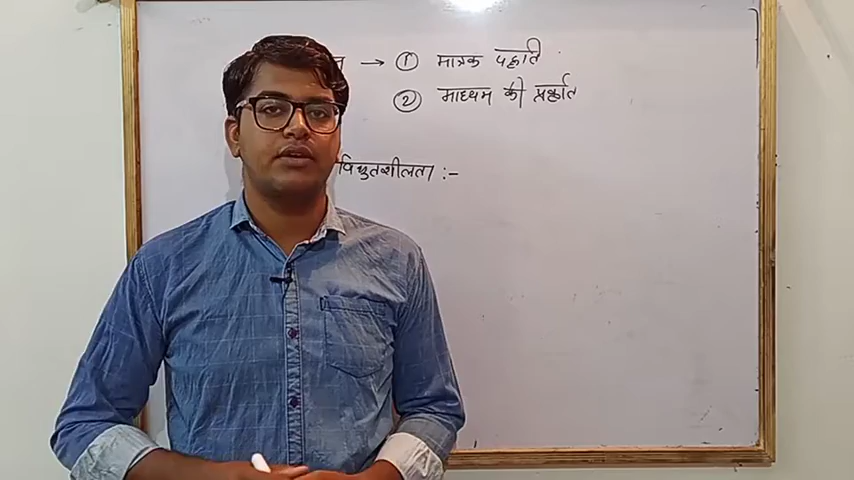 → ① मात्रक पद्धति
② माध्यम की प्रकृति
विद्युतशीलता :-